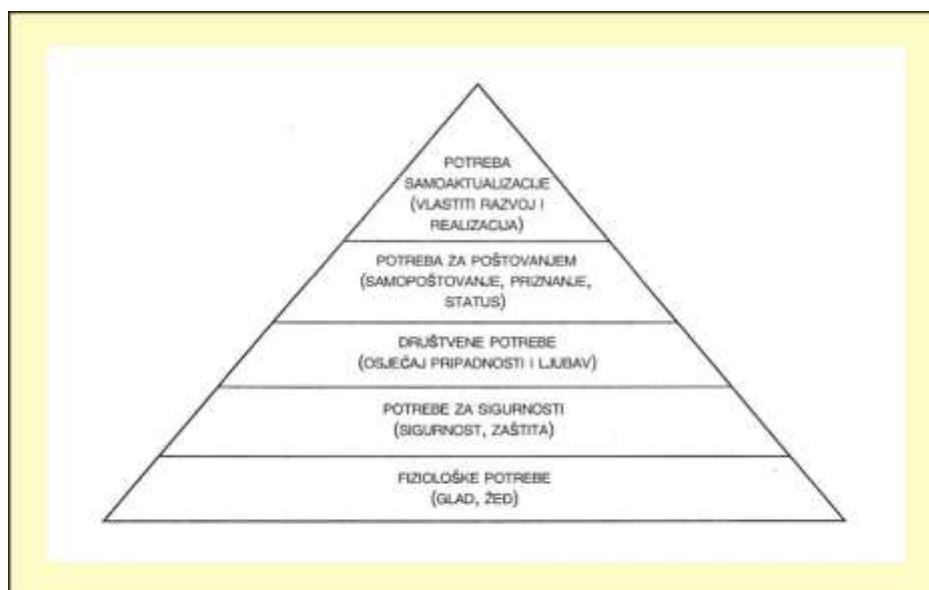 POTREBA
SAMOAKTUALIZACIJE
(VLASTITI RAZVOJ I
REALIZACIJA)
POTREBA ZA POŠTOVANJEM
(SAMOPOŠTOVANJE, PRIZNANJE,
STATUS)
DRUŠTVENE POTREBE
(OSJEĆAJ PRIPADNOSTI I LJUBAV)
POTREBE ZA SIGURNOSTI
(SIGURNOST, ZAŠTITA)
FIZIOLOŠKE POTREBE
(GLAD, ŽEĐ)